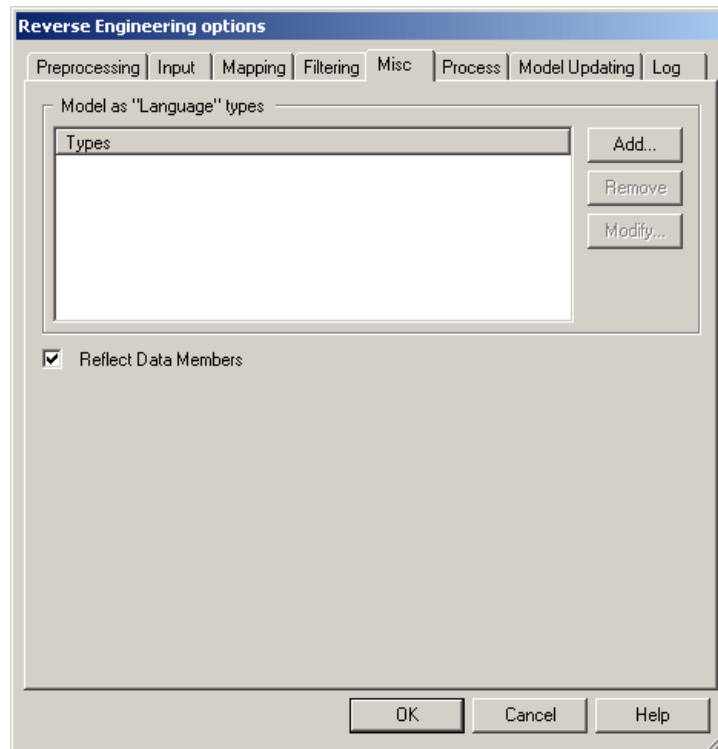 Reverse Engineering options
Preprocessing Input Mapping Filtering Misc Process Model Updating Log
Model as "Language" types
Types
Add...
Remove
Modify...
Reflect Data Members
OK Cancel Help